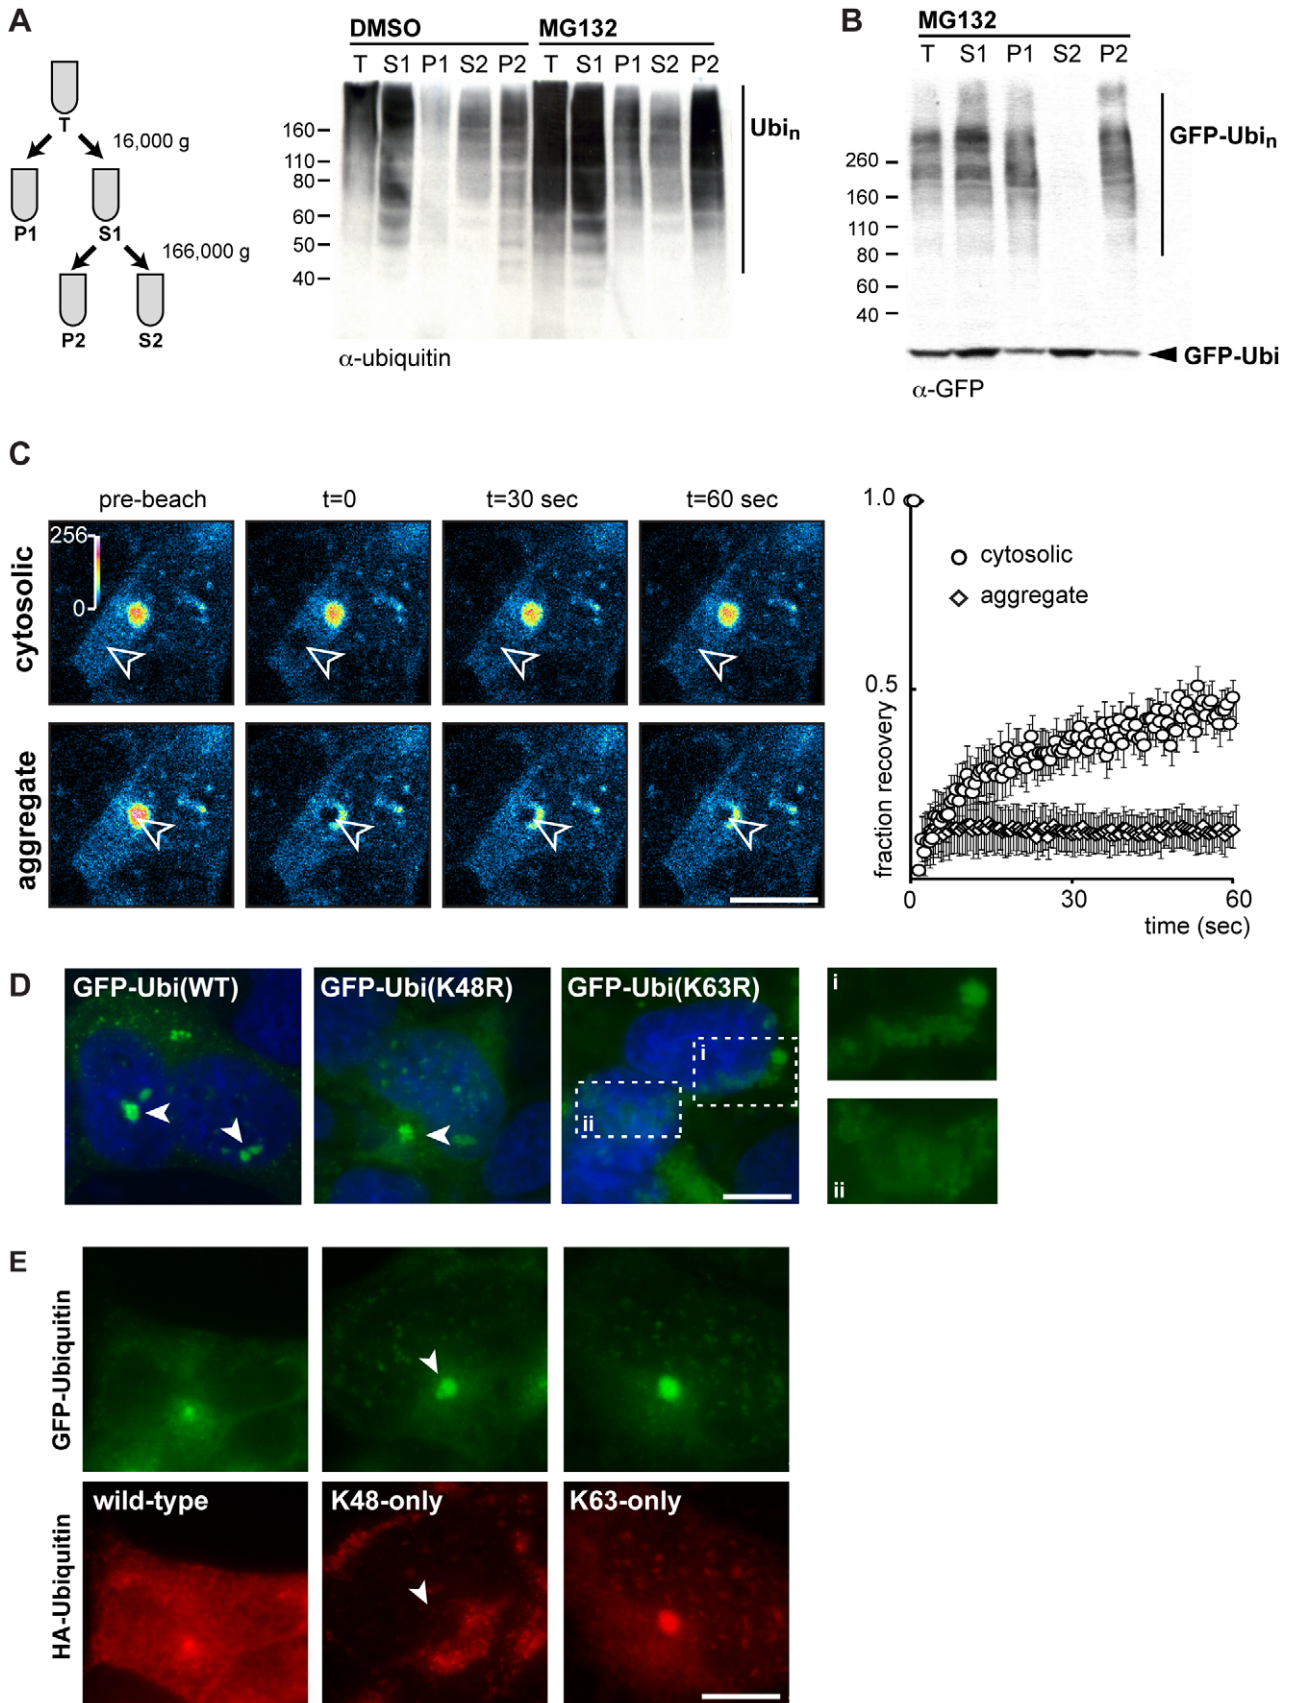 A
DMSO MG132
T S1 P1 S2 P2 T S1 P1 S2 P2
T
16,000 g
P1 S1
166,000 g
P2 S2
160
110
80
60
50
40
Ubin
α-ubiquitin
B
MG132
T S1 P1 S2 P2
260
160
110
80
60
40
GFP-Ubin
GFP-Ubi
α-GFP
C
pre-beach t=0 t=30 sec t=60 sec
cytosolic
256
0
aggregate
1.0
0.5
fraction recovery
cytosolic
aggregate
0 30 60
time (sec)
D
GFP-Ubi(WT) GFP-Ubi(K48R) GFP-Ubi(K63R)
i
ii
i
ii
E
GFP-Ubiquitin
HA-Ubiquitin
wild-type K48-only K63-only